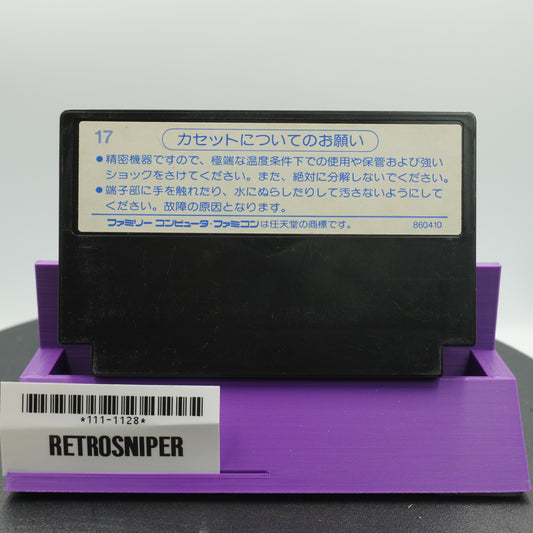 17
カセットについてのお願い
●精密機器ですので、極端な温度条件下での使用や保管および強い
ショックをさけてください。また、絶対に分解しないでください。
●端子部に手を触れたり、水にぬらしたりして汚さないようにして
ください。故障の原因となります。
ファミリー コンピュータ・ファミコンは任天堂の商標です。
860410
*111-1128*
RETROSNIPER